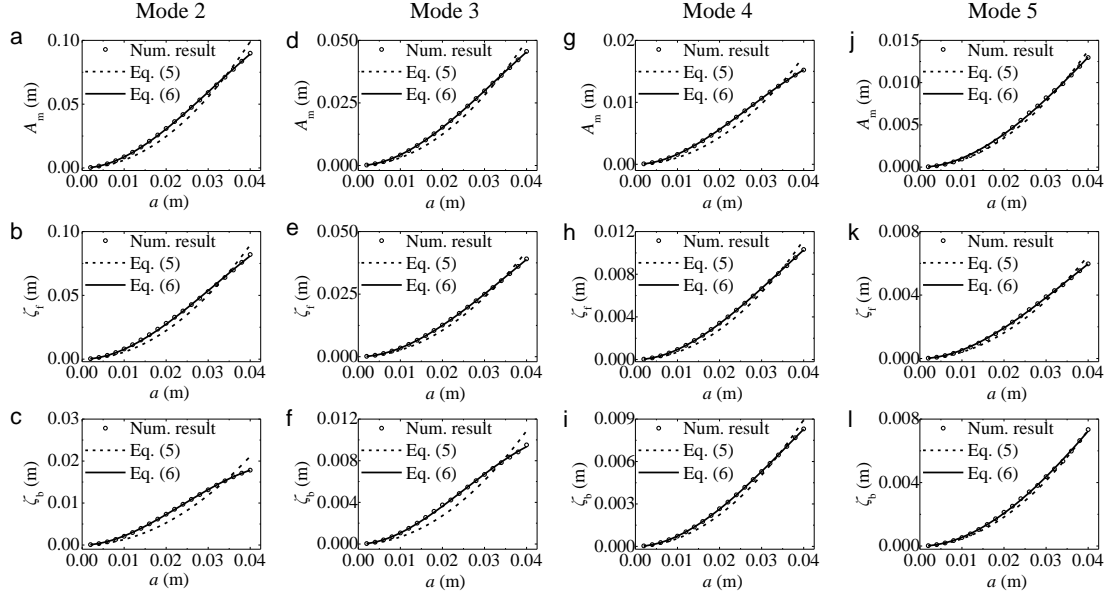 Mode 2
Mode 3
Mode 4
Mode 5
a
0.10
0.05
0.00
A_m (m)
Num. result
Eq. (5)
Eq. (6)
0.00 0.01 0.02 0.03 0.04
a (m)
d
0.050
0.025
0.000
A_m (m)
Num. result
Eq. (5)
Eq. (6)
0.00 0.01 0.02 0.03 0.04
a (m)
g
0.02
0.01
0.00
A_m (m)
Num. result
Eq. (5)
Eq. (6)
0.00 0.01 0.02 0.03 0.04
a (m)
j
0.015
0.010
0.005
0.000
A_m (m)
Num. result
Eq. (5)
Eq. (6)
0.00 0.01 0.02 0.03 0.04
a (m)
b
0.10
0.05
0.00
ζ_f (m)
Num. result
Eq. (5)
Eq. (6)
0.00 0.01 0.02 0.03 0.04
a (m)
e
0.050
0.025
0.000
ζ_f (m)
Num. result
Eq. (5)
Eq. (6)
0.00 0.01 0.02 0.03 0.04
a (m)
h
0.012
0.008
0.004
0.000
ζ_f (m)
Num. result
Eq. (5)
Eq. (6)
0.00 0.01 0.02 0.03 0.04
a (m)
k
0.008
0.004
0.000
ζ_f (m)
Num. result
Eq. (5)
Eq. (6)
0.00 0.01 0.02 0.03 0.04
a (m)
c
0.03
0.02
0.01
0.00
ζ_b (m)
Num. result
Eq. (5)
Eq. (6)
0.00 0.01 0.02 0.03 0.04
a (m)
f
0.012
0.008
0.004
0.000
ζ_b (m)
Num. result
Eq. (5)
Eq. (6)
0.00 0.01 0.02 0.03 0.04
a (m)
i
0.009
0.006
0.003
0.000
ζ_b (m)
Num. result
Eq. (5)
Eq. (6)
0.00 0.01 0.02 0.03 0.04
a (m)
l
0.008
0.004
0.000
ζ_b (m)
Num. result
Eq. (5)
Eq. (6)
0.00 0.01 0.02 0.03 0.04
a (m)